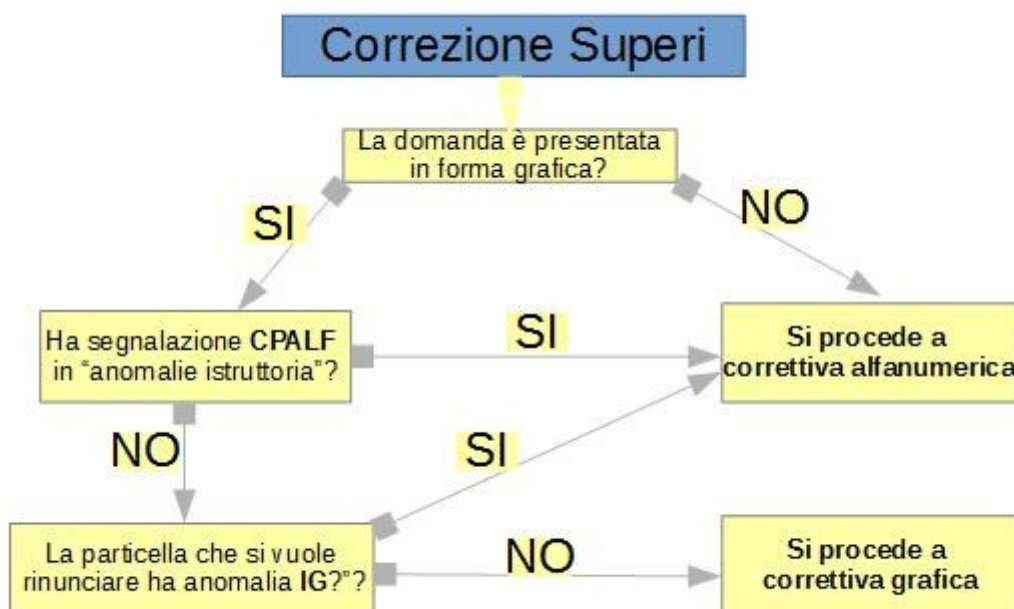 Correzione Superi
La domanda è presentata
in forma grafica?
SI
NO
Ha segnalazione CPALF
in “anomalie istruttoria”?
SI
Si procede a
correttiva alfanumerica
NO
SI
La particella che si vuole
rinunciare ha anomalia IG?”?
NO
Si procede a
correttiva grafica